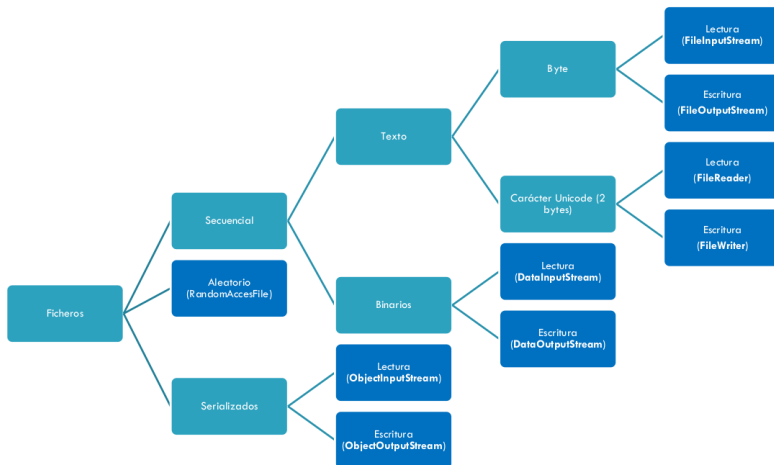 Lectura
(FileInputStream)
Byte
Escritura
(FileOutputStream)
Texto
Lectura
(FileReader)
Carácter Unicode (2
bytes)
Escritura
(FileWriter)
Secuencial
Lectura
(DataInputStream)
Aleatorio
(RandomAccesFile)
Binarios
Ficheros
Escritura
(DataOutputStream)
Lectura
(ObjectInputStream)
Serializados
Escritura
(ObjectOutputStream)